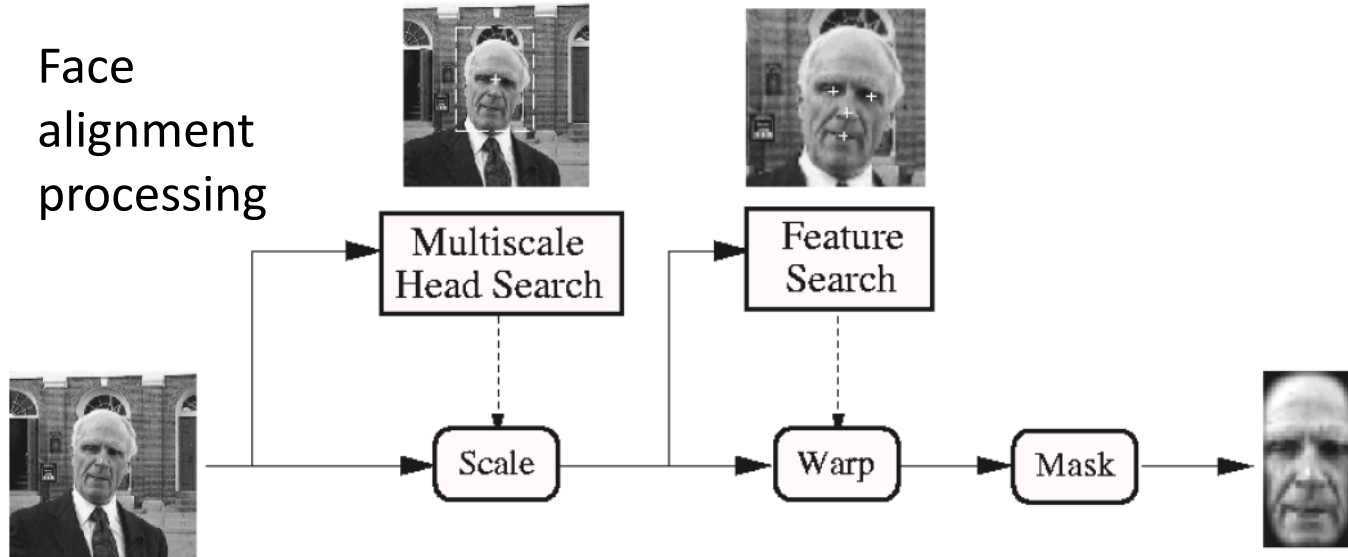 Face
alignment
processing
Multiscale
Head Search
Feature
Search
Scale
Warp
Mask